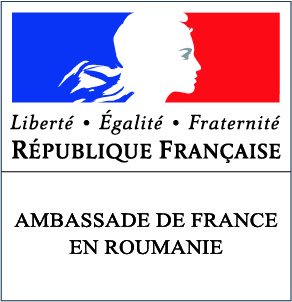 Liberté • Égalité • Fraternité
RÉPUBLIQUE FRANÇAISE
AMBASSADE DE FRANCE
EN ROUMANIE